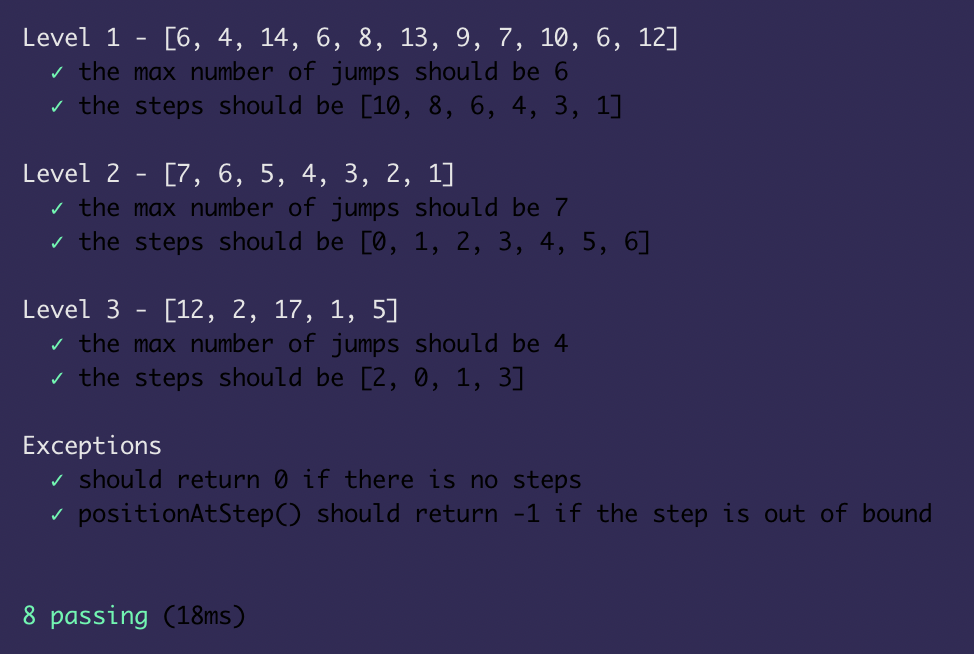 Level 1 - [6, 4, 14, 6, 8, 13, 9, 7, 10, 6, 12]
✓ the max number of jumps should be 6
✓ the steps should be [10, 8, 6, 4, 3, 1]
Level 2 - [7, 6, 5, 4, 3, 2, 1]
✓ the max number of jumps should be 7
✓ the steps should be [0, 1, 2, 3, 4, 5, 6]
Level 3 - [12, 2, 17, 1, 5]
✓ the max number of jumps should be 4
✓ the steps should be [2, 0, 1, 3]
Exceptions
✓ should return 0 if there is no steps
✓ positionAtStep() should return -1 if the step is out of bound
8 passing (18ms)